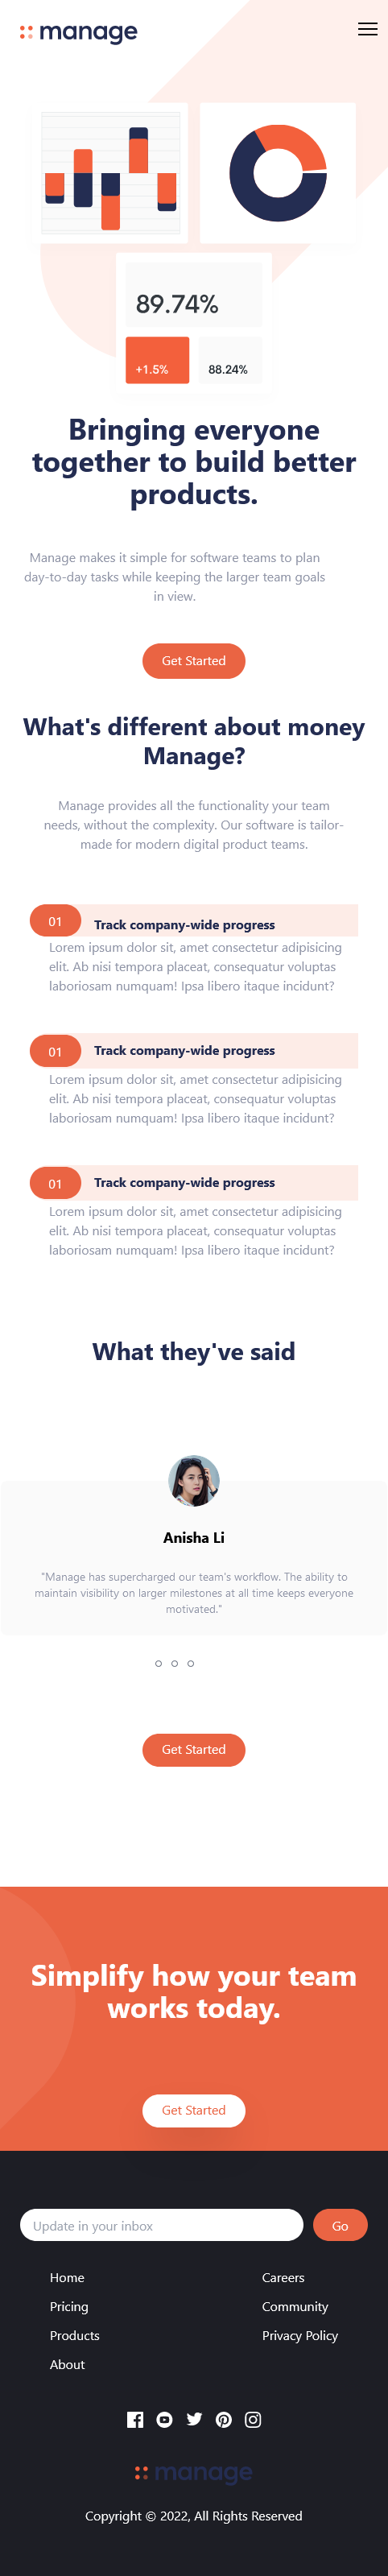 manage
89.74%
+1.5%
88.24%
Bringing everyone
together to build better
products.
Manage makes it simple for software teams to plan
day-to-day tasks while keeping the larger team goals
in view.
Get Started
What's different about money
Manage?
Manage provides all the functionality your team
needs, without the complexity. Our software is tailor-
made for modern digital product teams.
01
Track company-wide progress
Lorem ipsum dolor sit, amet consectetur adipisicing
elit. Ab nisi tempora placeat, consequatur voluptas
laboriosam numquam! Ipsa libero itaque incidunt?
01
Track company-wide progress
Lorem ipsum dolor sit, amet consectetur adipisicing
elit. Ab nisi tempora placeat, consequatur voluptas
laboriosam numquam! Ipsa libero itaque incidunt?
01
Track company-wide progress
Lorem ipsum dolor sit, amet consectetur adipisicing
elit. Ab nisi tempora placeat, consequatur voluptas
laboriosam numquam! Ipsa libero itaque incidunt?
What they've said
Anisha Li
"Manage has supercharged our team's workflow. The ability to
maintain visibility on larger milestones at all time keeps everyone
motivated."
Get Started
Simplify how your team
works today.
Get Started
Update in your inbox
Go
Home
Pricing
Products
About
Careers
Community
Privacy Policy
manage
Copyright © 2022, All Rights Reserved